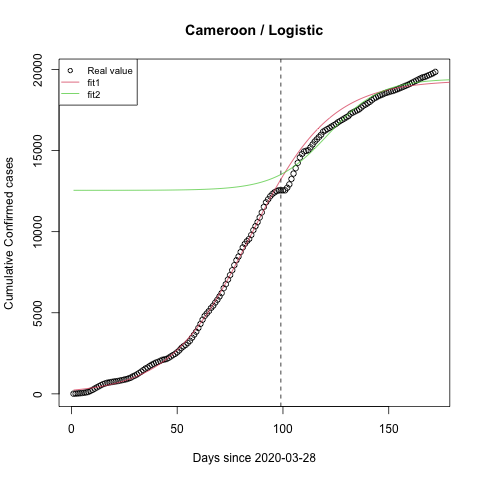 Cameroon / Logistic
Real value
fit1
fit2
Cumulative Confirmed cases
20000
15000
10000
5000
0
0 50 100 150
Days since 2020-03-28